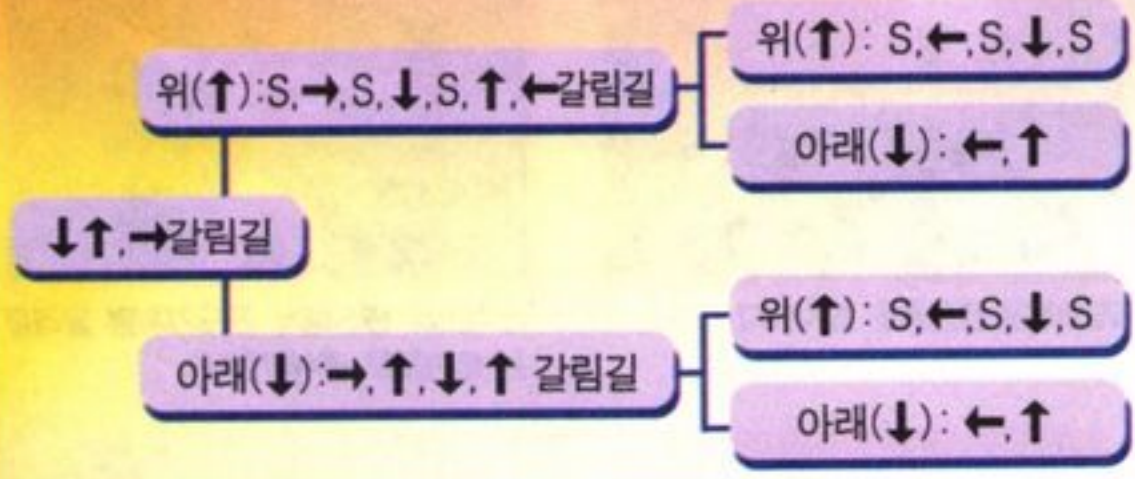 위(↑): S,←,S,↓,S
위(↑):S,→,S,↓,S,↑,←갈림길
아래(↓): ←,↑
↓↑,→갈림길
위(↑): S,←,S,↓,S
아래(↓):→,↑,↓,↑ 갈림길
아래(↓): ←,↑